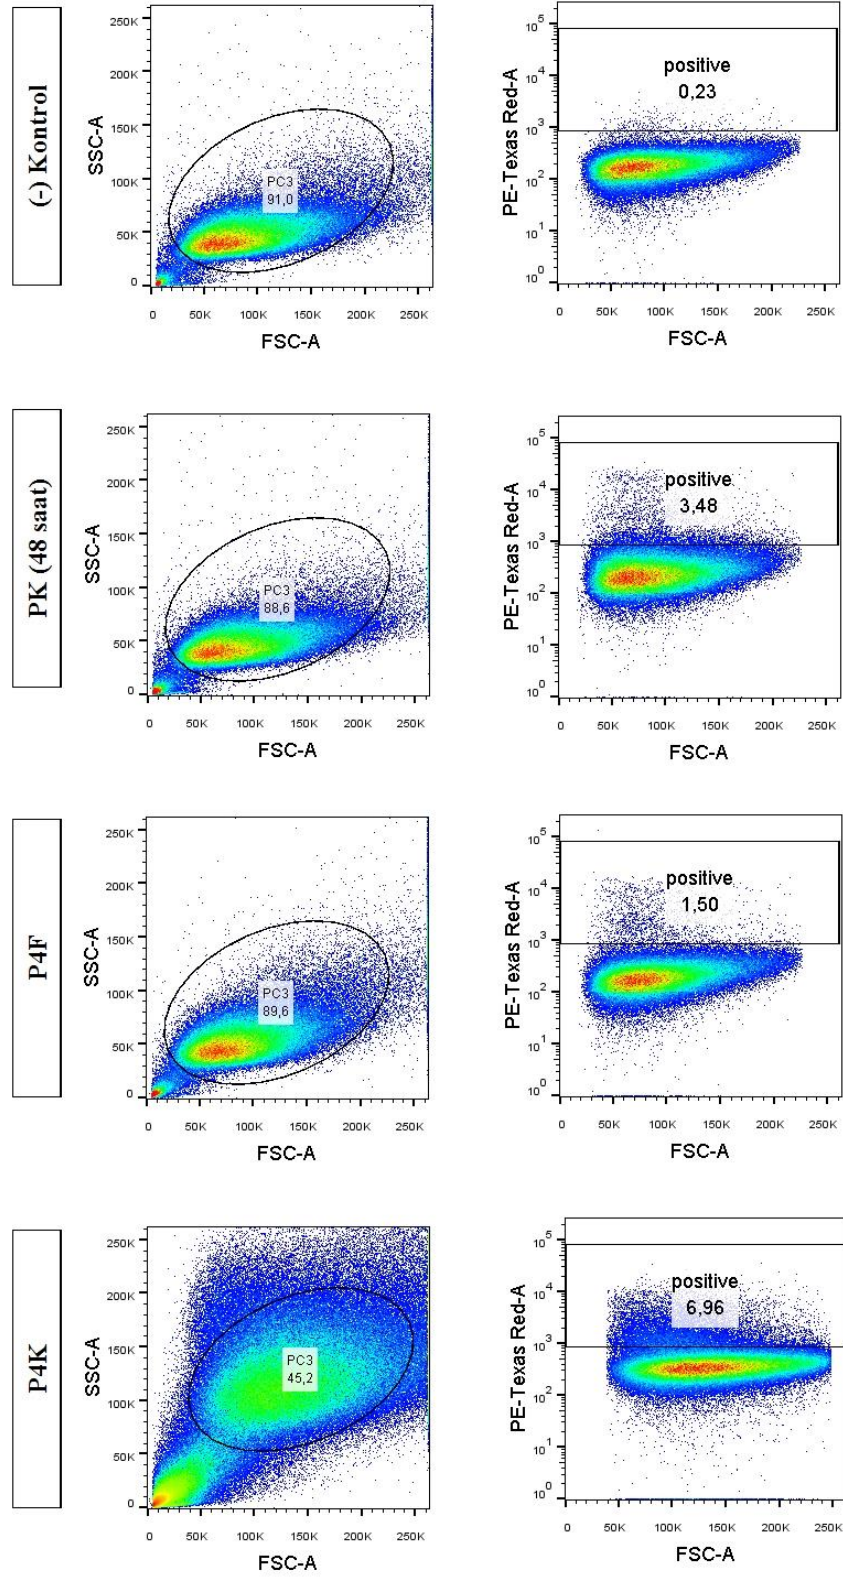 (-) Kontrol
SSC-A
250K
200K
150K
100K
50K
0
PC3
91,0
0 50K 100K 150K 200K 250K
FSC-A
PE-Texas Red-A
10^5
10^4
10^3
10^2
10^1
10^0
positive
0,23
0 50K 100K 150K 200K 250K
FSC-A
PK (48 saat)
SSC-A
250K
200K
150K
100K
50K
0
PC3
88,6
0 50K 100K 150K 200K 250K
FSC-A
PE-Texas Red-A
10^5
10^4
10^3
10^2
10^1
10^0
positive
3,48
0 50K 100K 150K 200K 250K
FSC-A
P4F
SSC-A
250K
200K
150K
100K
50K
0
PC3
89,6
0 50K 100K 150K 200K 250K
FSC-A
PE-Texas Red-A
10^5
10^4
10^3
10^2
10^1
10^0
positive
1,50
0 50K 100K 150K 200K 250K
FSC-A
P4K
SSC-A
250K
200K
150K
100K
50K
0
PC3
45,2
0 50K 100K 150K 200K 250K
FSC-A
PE-Texas Red-A
10^5
10^4
10^3
10^2
10^1
10^0
positive
6,96
0 50K 100K 150K 200K 250K
FSC-A